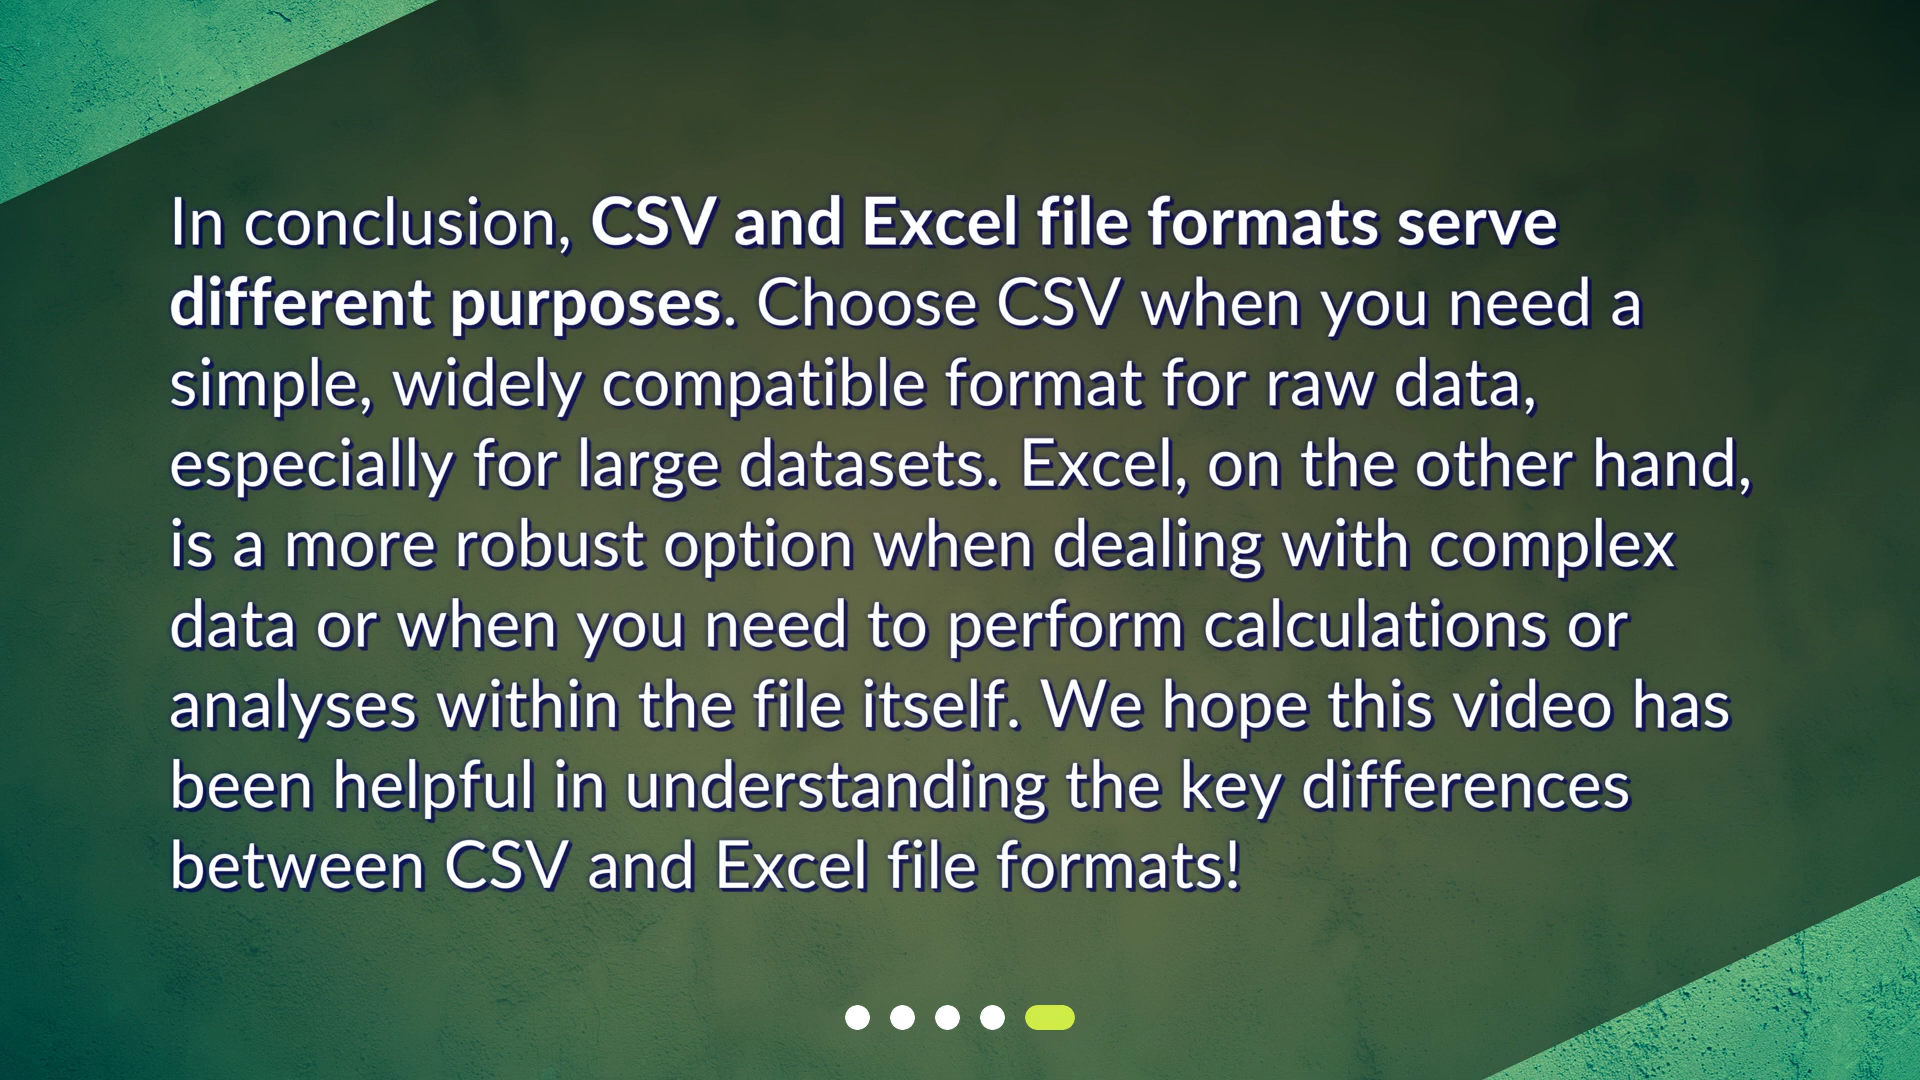 In conclusion, CSV and Excel file formats serve
different purposes. Choose CSV when you need a
simple, widely compatible format for raw data,
especially for large datasets. Excel, on the other hand,
is a more robust option when dealing with complex
data or when you need to perform calculations or
analyses within the file itself. We hope this video has
been helpful in understanding the key differences
between CSV and Excel file formats!